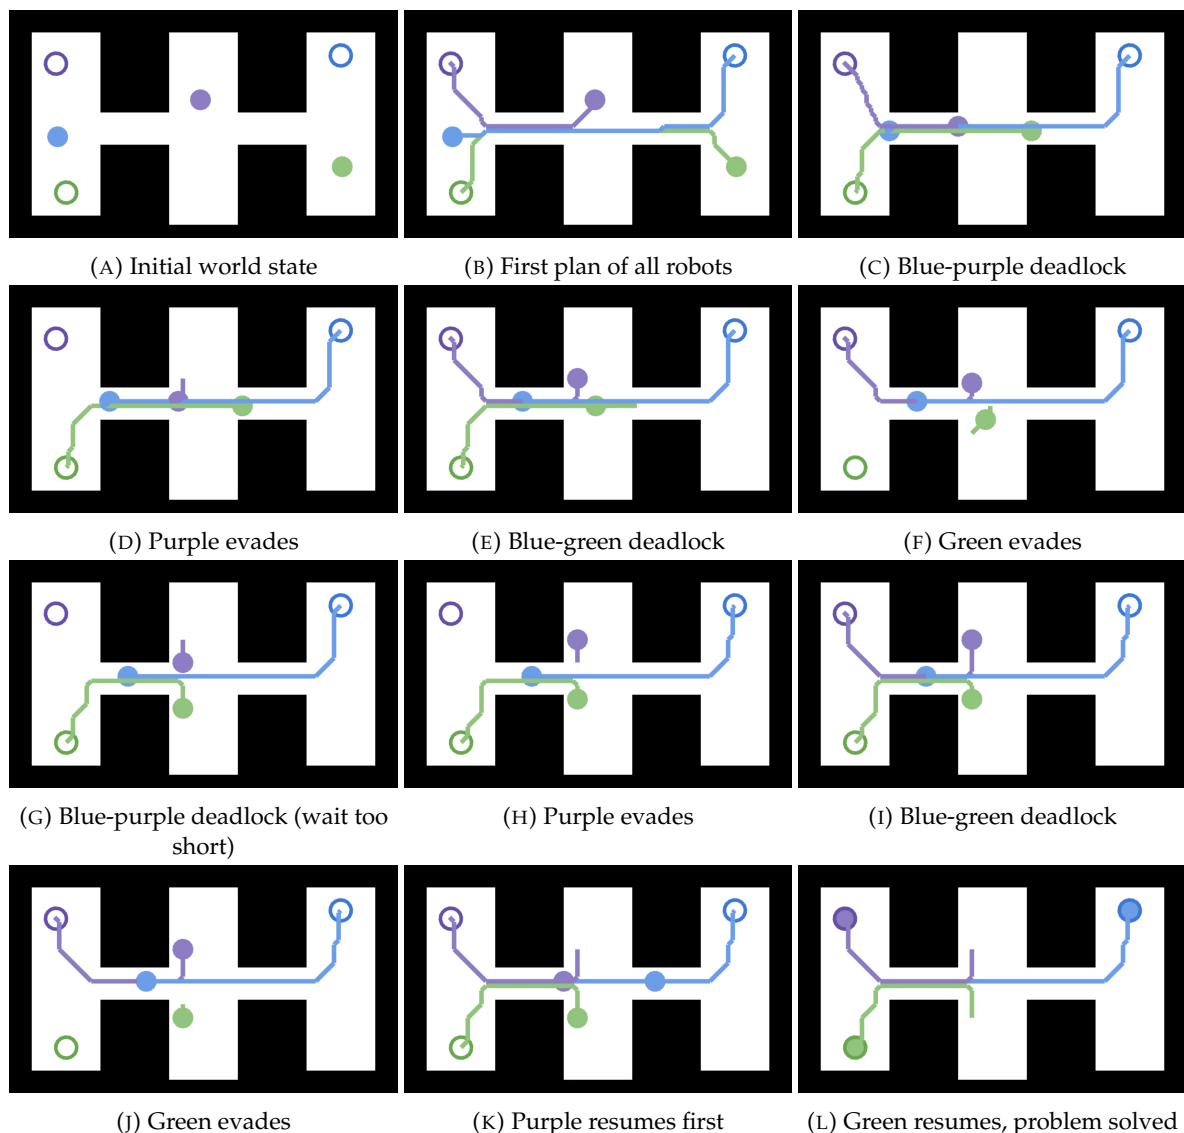 (A) Initial world state
(B) First plan of all robots
(C) Blue-purple deadlock
(D) Purple evades
(E) Blue-green deadlock
(F) Green evades
(G) Blue-purple deadlock (wait too
short)
(H) Purple evades
(I) Blue-green deadlock
(J) Green evades
(K) Purple resumes first
(L) Green resumes, problem solved